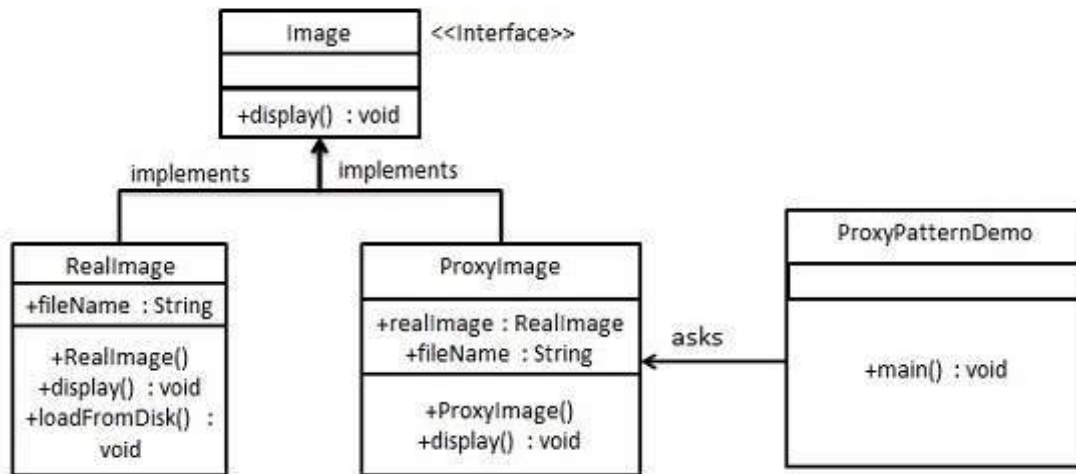 Image
<<Interface>>
+display() : void
implements
implements
RealImage
+fileName : String
+RealImage()
+display() : void
+loadFromDisk() :
void
ProxyImage
+realImage : RealImage
+fileName : String
+ProxyImage()
+display() : void
asks
ProxyPatternDemo
+main() : void